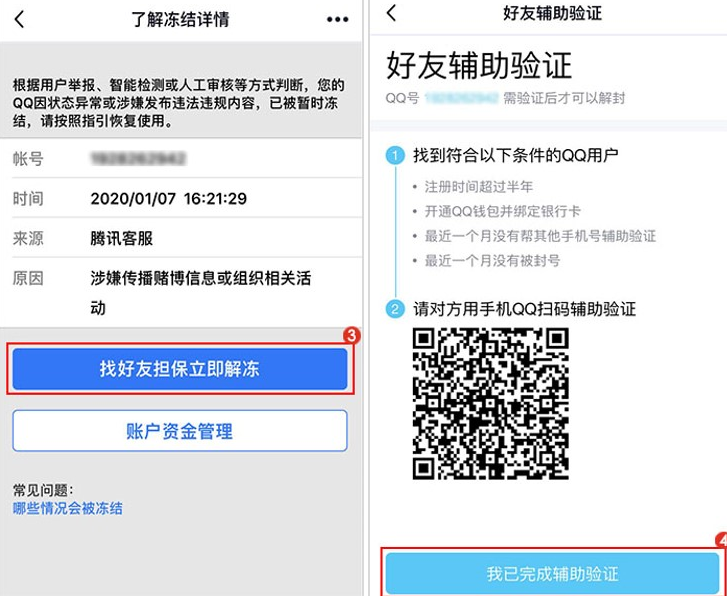 了解冻结详情
根据用户举报、智能检测或人工审核等方式判断，您的
QQ因状态异常或涉嫌发布违法违规内容，已被暂时冻
结，请按照指引恢复使用。
帐号
时间 2020/01/07 16:21:29
来源 腾讯客服
原因 涉嫌传播赌博信息或组织相关活
动
3
找好友担保立即解冻
账户资金管理
常见问题：
哪些情况会被冻结
好友辅助验证
好友辅助验证
QQ号 需验证后才可以解封
1 找到符合以下条件的QQ用户
• 注册时间超过半年
• 开通QQ钱包并绑定银行卡
• 最近一个月没有帮其他手机号辅助验证
• 最近一个月没有被封号
2 请对方用手机QQ扫码辅助验证
4
我已完成辅助验证